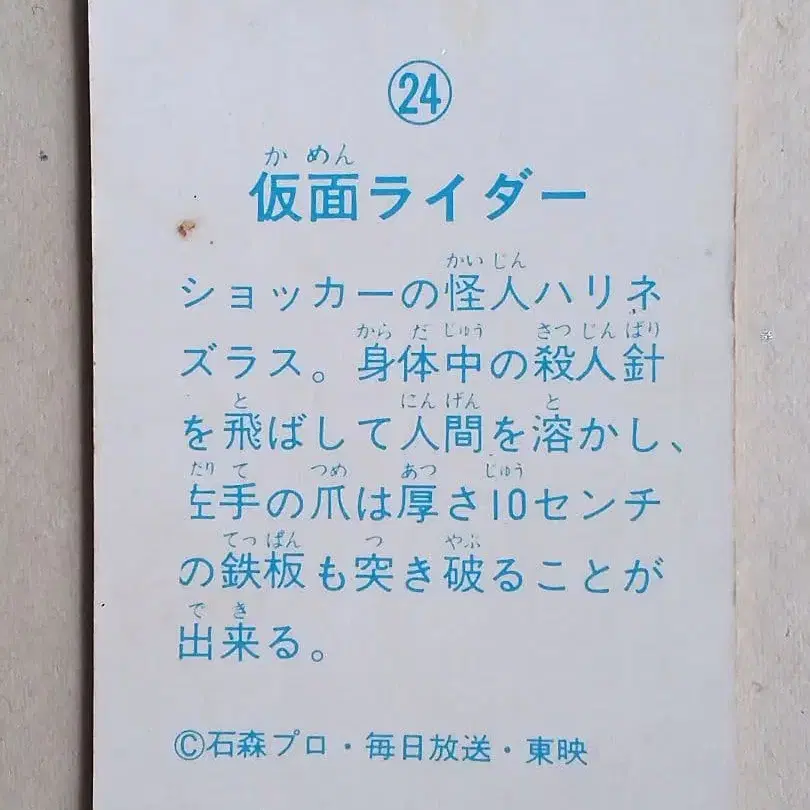 24
かめん
仮面ライダー
かいじん
ショッカーの怪人ハリネ
からだじゅう さつじんばり
ズラス。身体中の殺人針
と にんげん と
を飛ばして人間を溶かし、
だり て つめ あつ じゅう
左手の爪は厚さ10センチ
てっぱん つ やぶ
の鉄板も突き破ることが
でき
出来る。
©石森プロ・毎日放送・東映